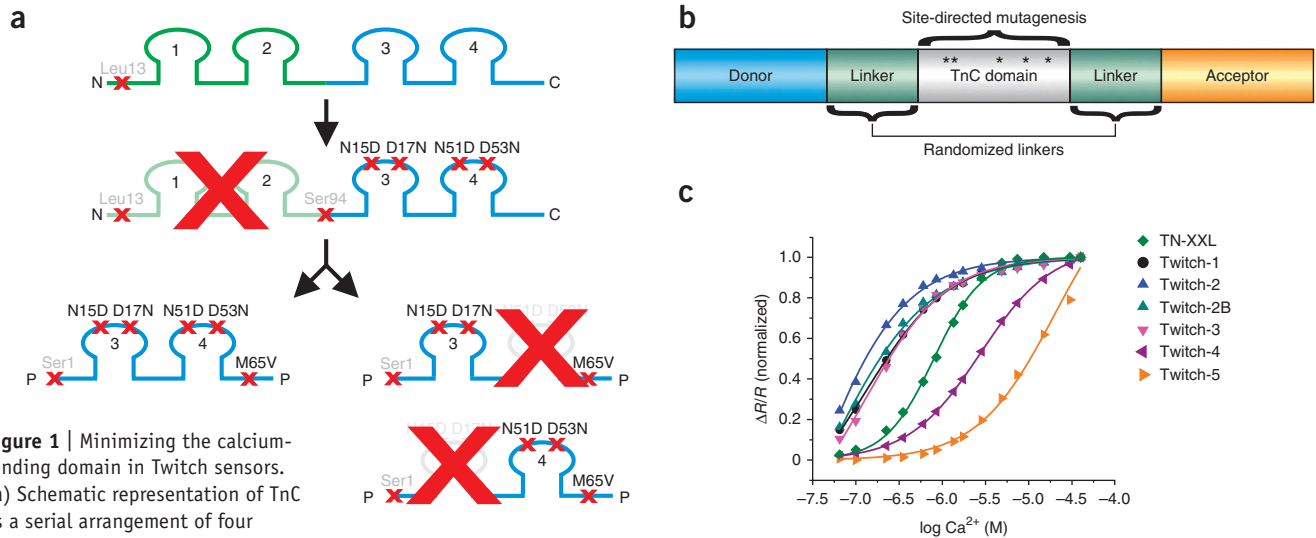 a
Leu13
1
2
3
4
N
C
N15D D17N
N51D D53N
1
2
3
4
Leu13
Ser94
N
C
N15D D17N
N51D D53N
3
4
Ser1
M65V
P
P
N15D D17N
N51D D53N
3
M65V
Ser1
P
P
N15D D17N
N51D D53N
4
Ser1
M65V
P
P
gure 1 | Minimizing the calcium-
nding domain in Twitch sensors.
) Schematic representation of TnC
s a serial arrangement of four
b
Site-directed mutagenesis
** * * *
Donor
Linker
TnC domain
Linker
Acceptor
Randomized linkers
c
ΔR/R (normalized)
1.0
0.8
0.6
0.4
0.2
0
–7.5 –7.0 –6.5 –6.0 –5.5 –5.0 –4.5 –4.0
log Ca2+ (M)
TN-XXL
Twitch-1
Twitch-2
Twitch-2B
Twitch-3
Twitch-4
Twitch-5